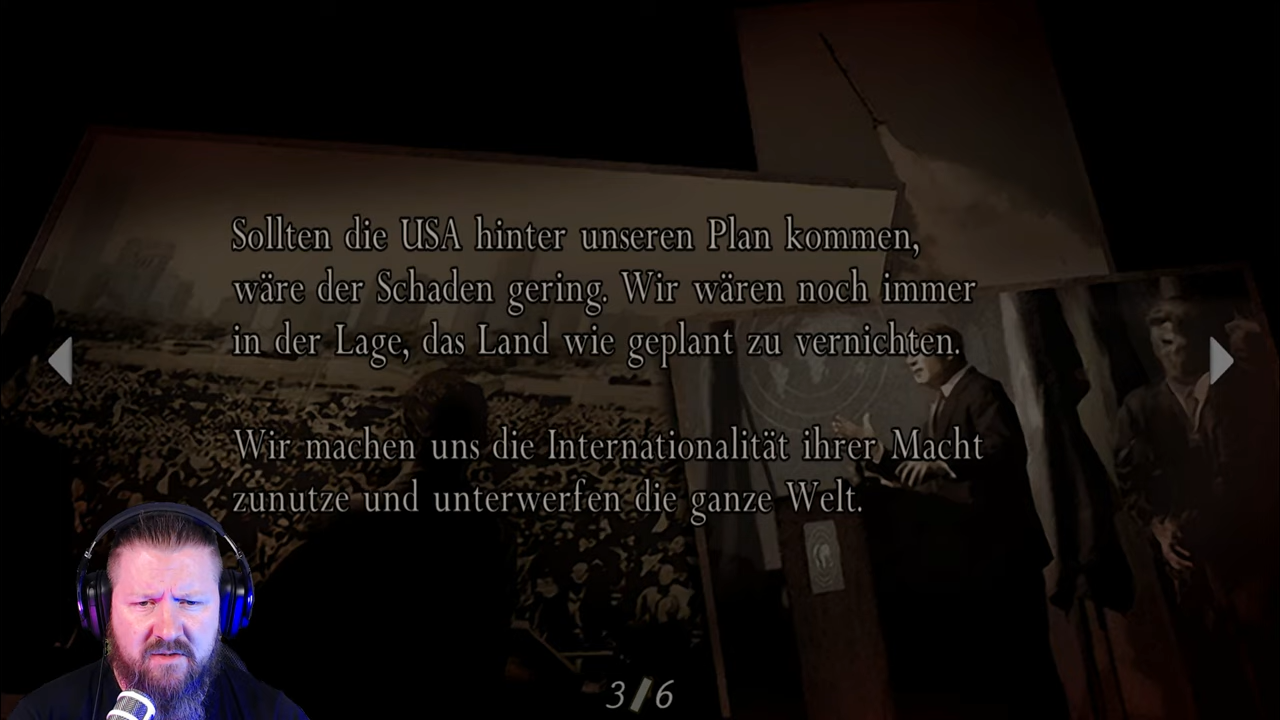 Sollten die USA hinter unseren Plan kommen,
wäre der Schaden gering. Wir wären noch immer
in der Lage, das Land wie geplant zu vernichten.
Wir machen uns die Internationalität ihrer Macht
zunutze und unterwerfen die ganze Welt.
3/6